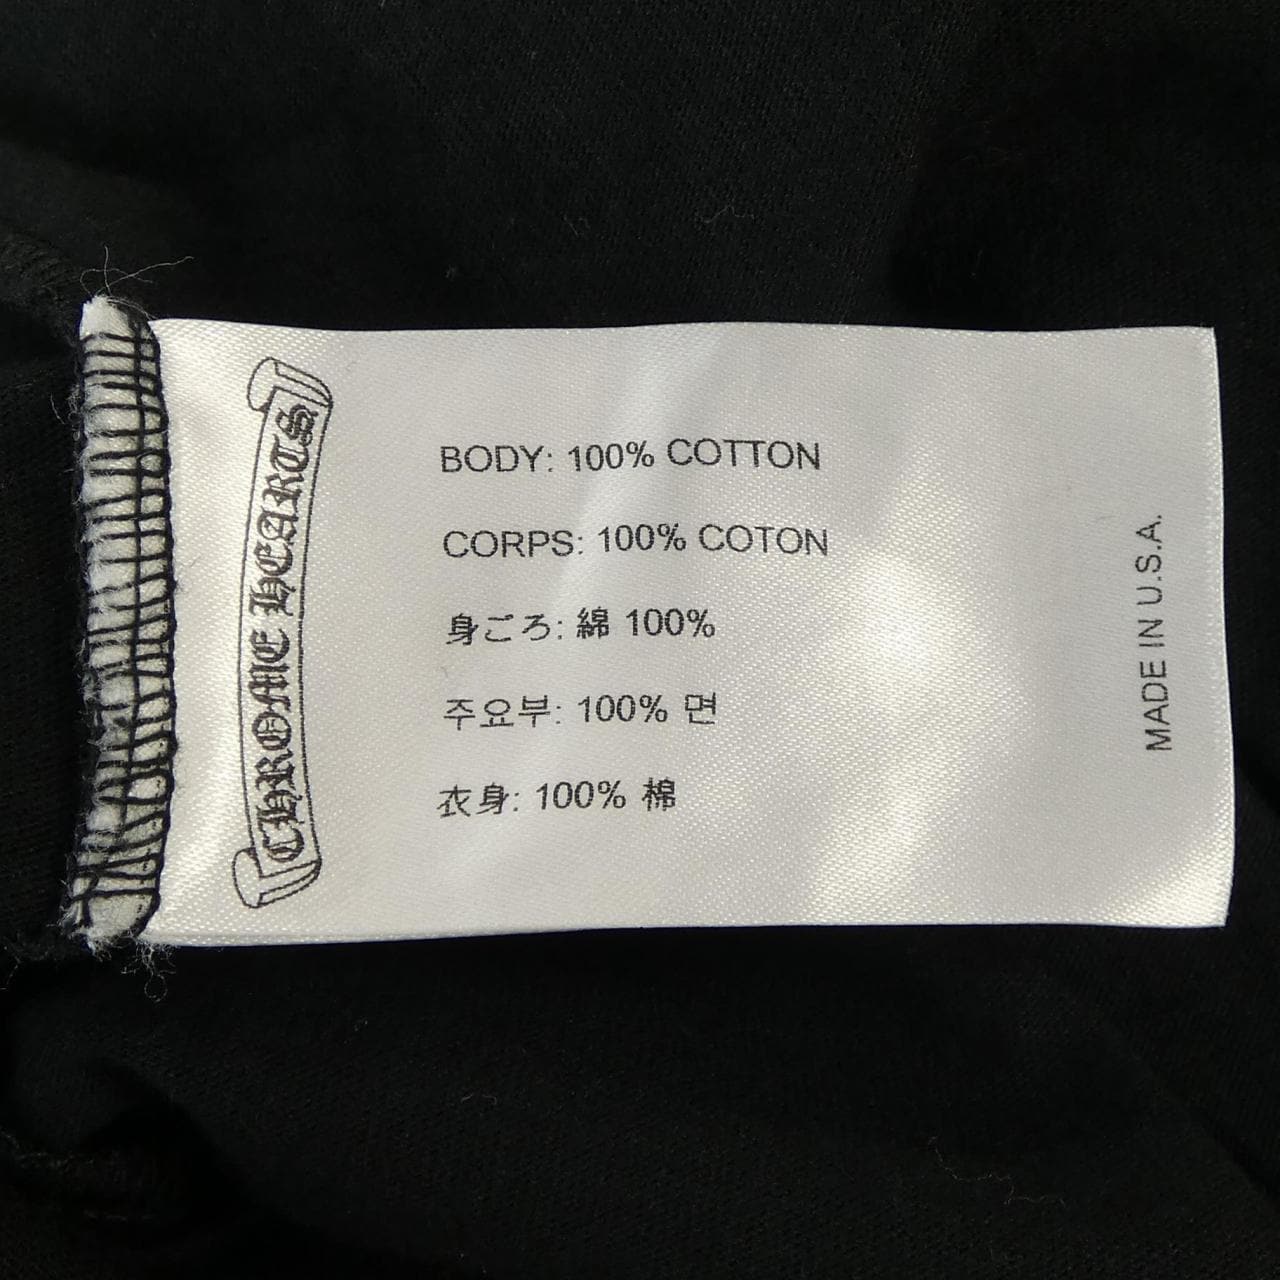 CHROME HEARTS
BODY: 100% COTTON
CORPS: 100% COTON
身ごろ: 綿 100%
주요부: 100% 면
衣身: 100% 棉
MADE IN U.S.A.